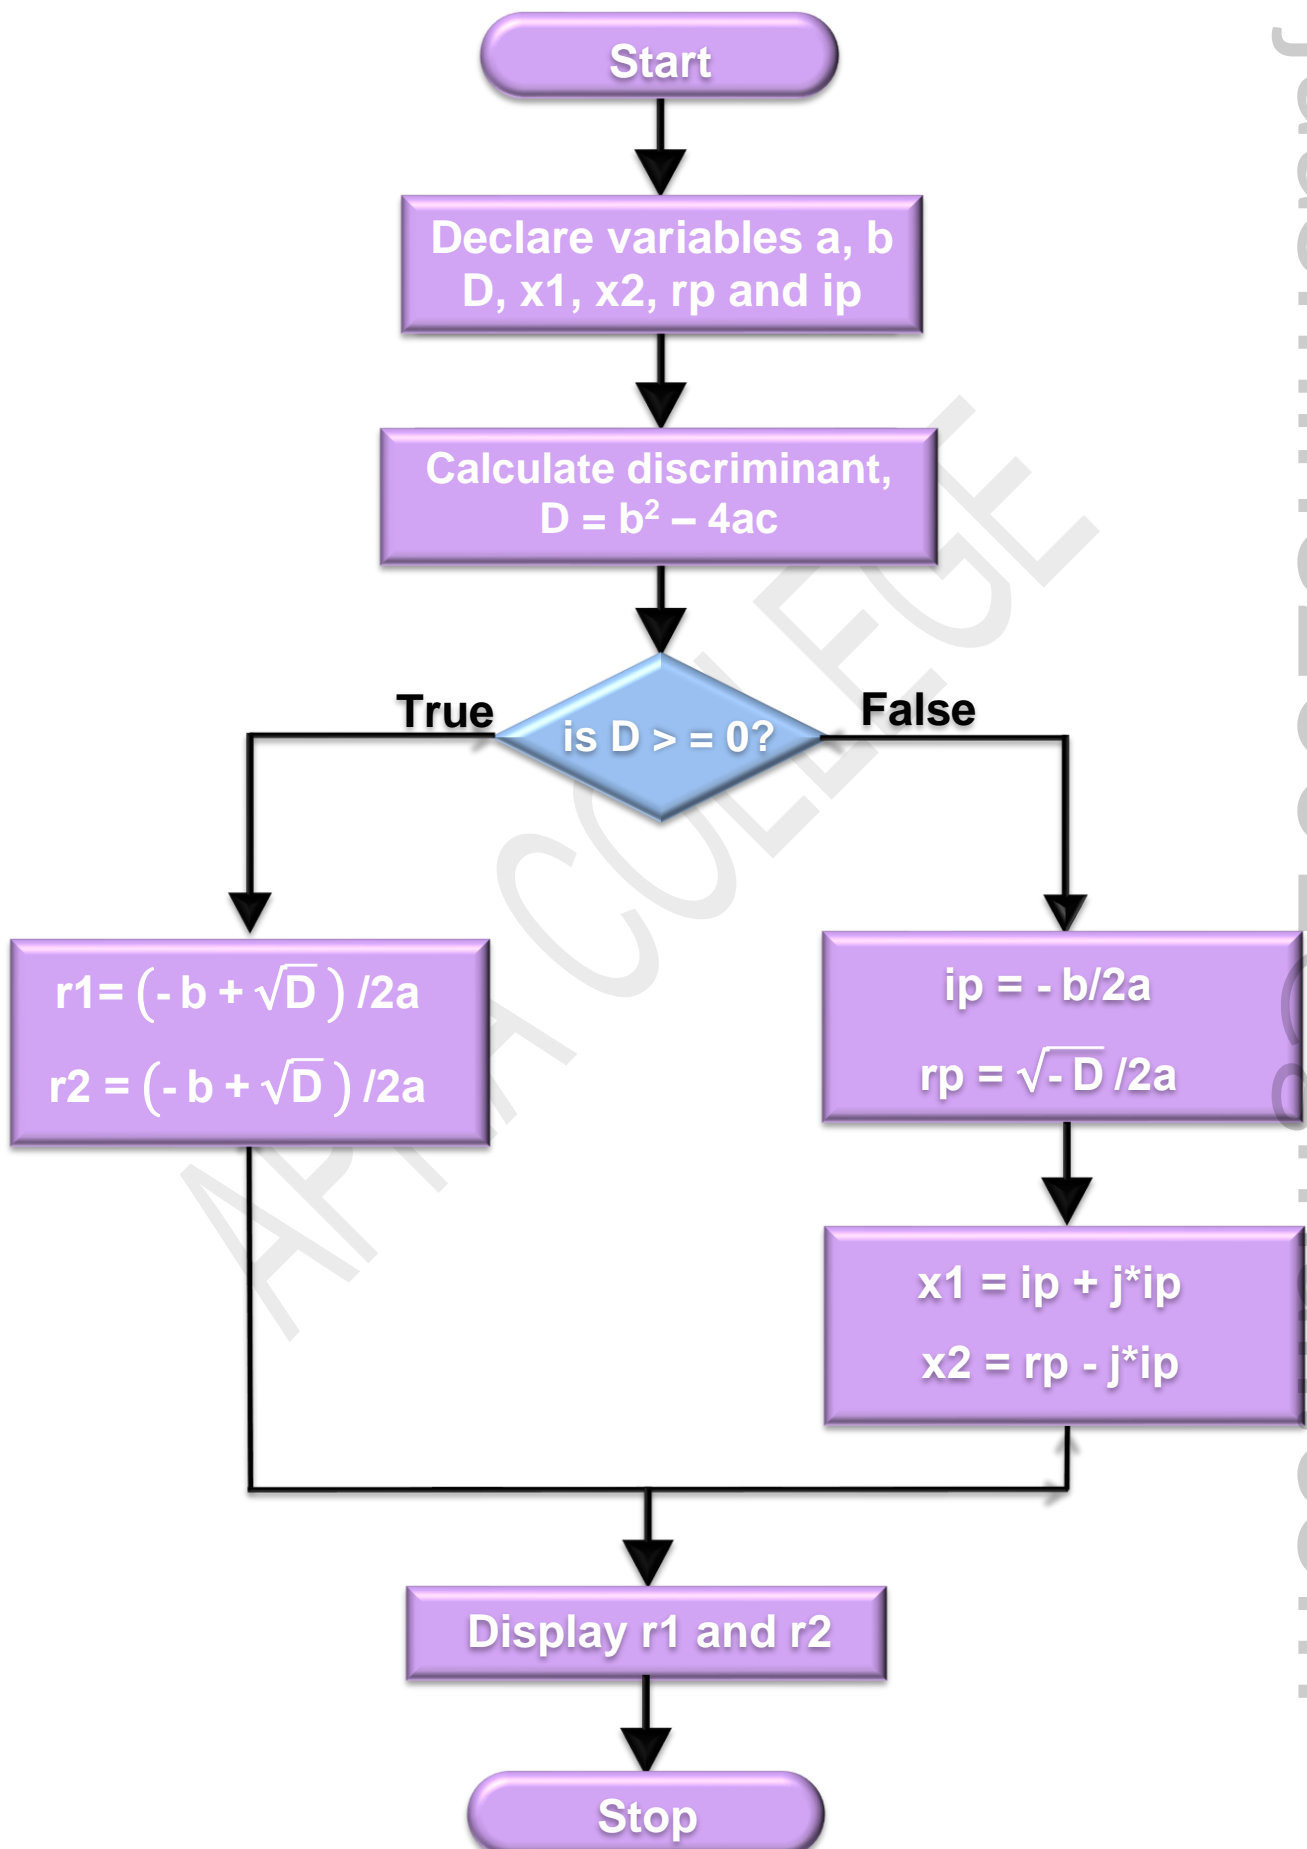 Start
Declare variables a, b
D, x1, x2, rp and ip
Calculate discriminant,
D = b² – 4ac
is D > = 0?
True
False
r1= (- b + √D ) /2a
r2 = (- b + √D ) /2a
ip = - b/2a
rp = √- D /2a
x1 = ip + j*ip
x2 = rp - j*ip
Display r1 and r2
Stop
COLLEGE